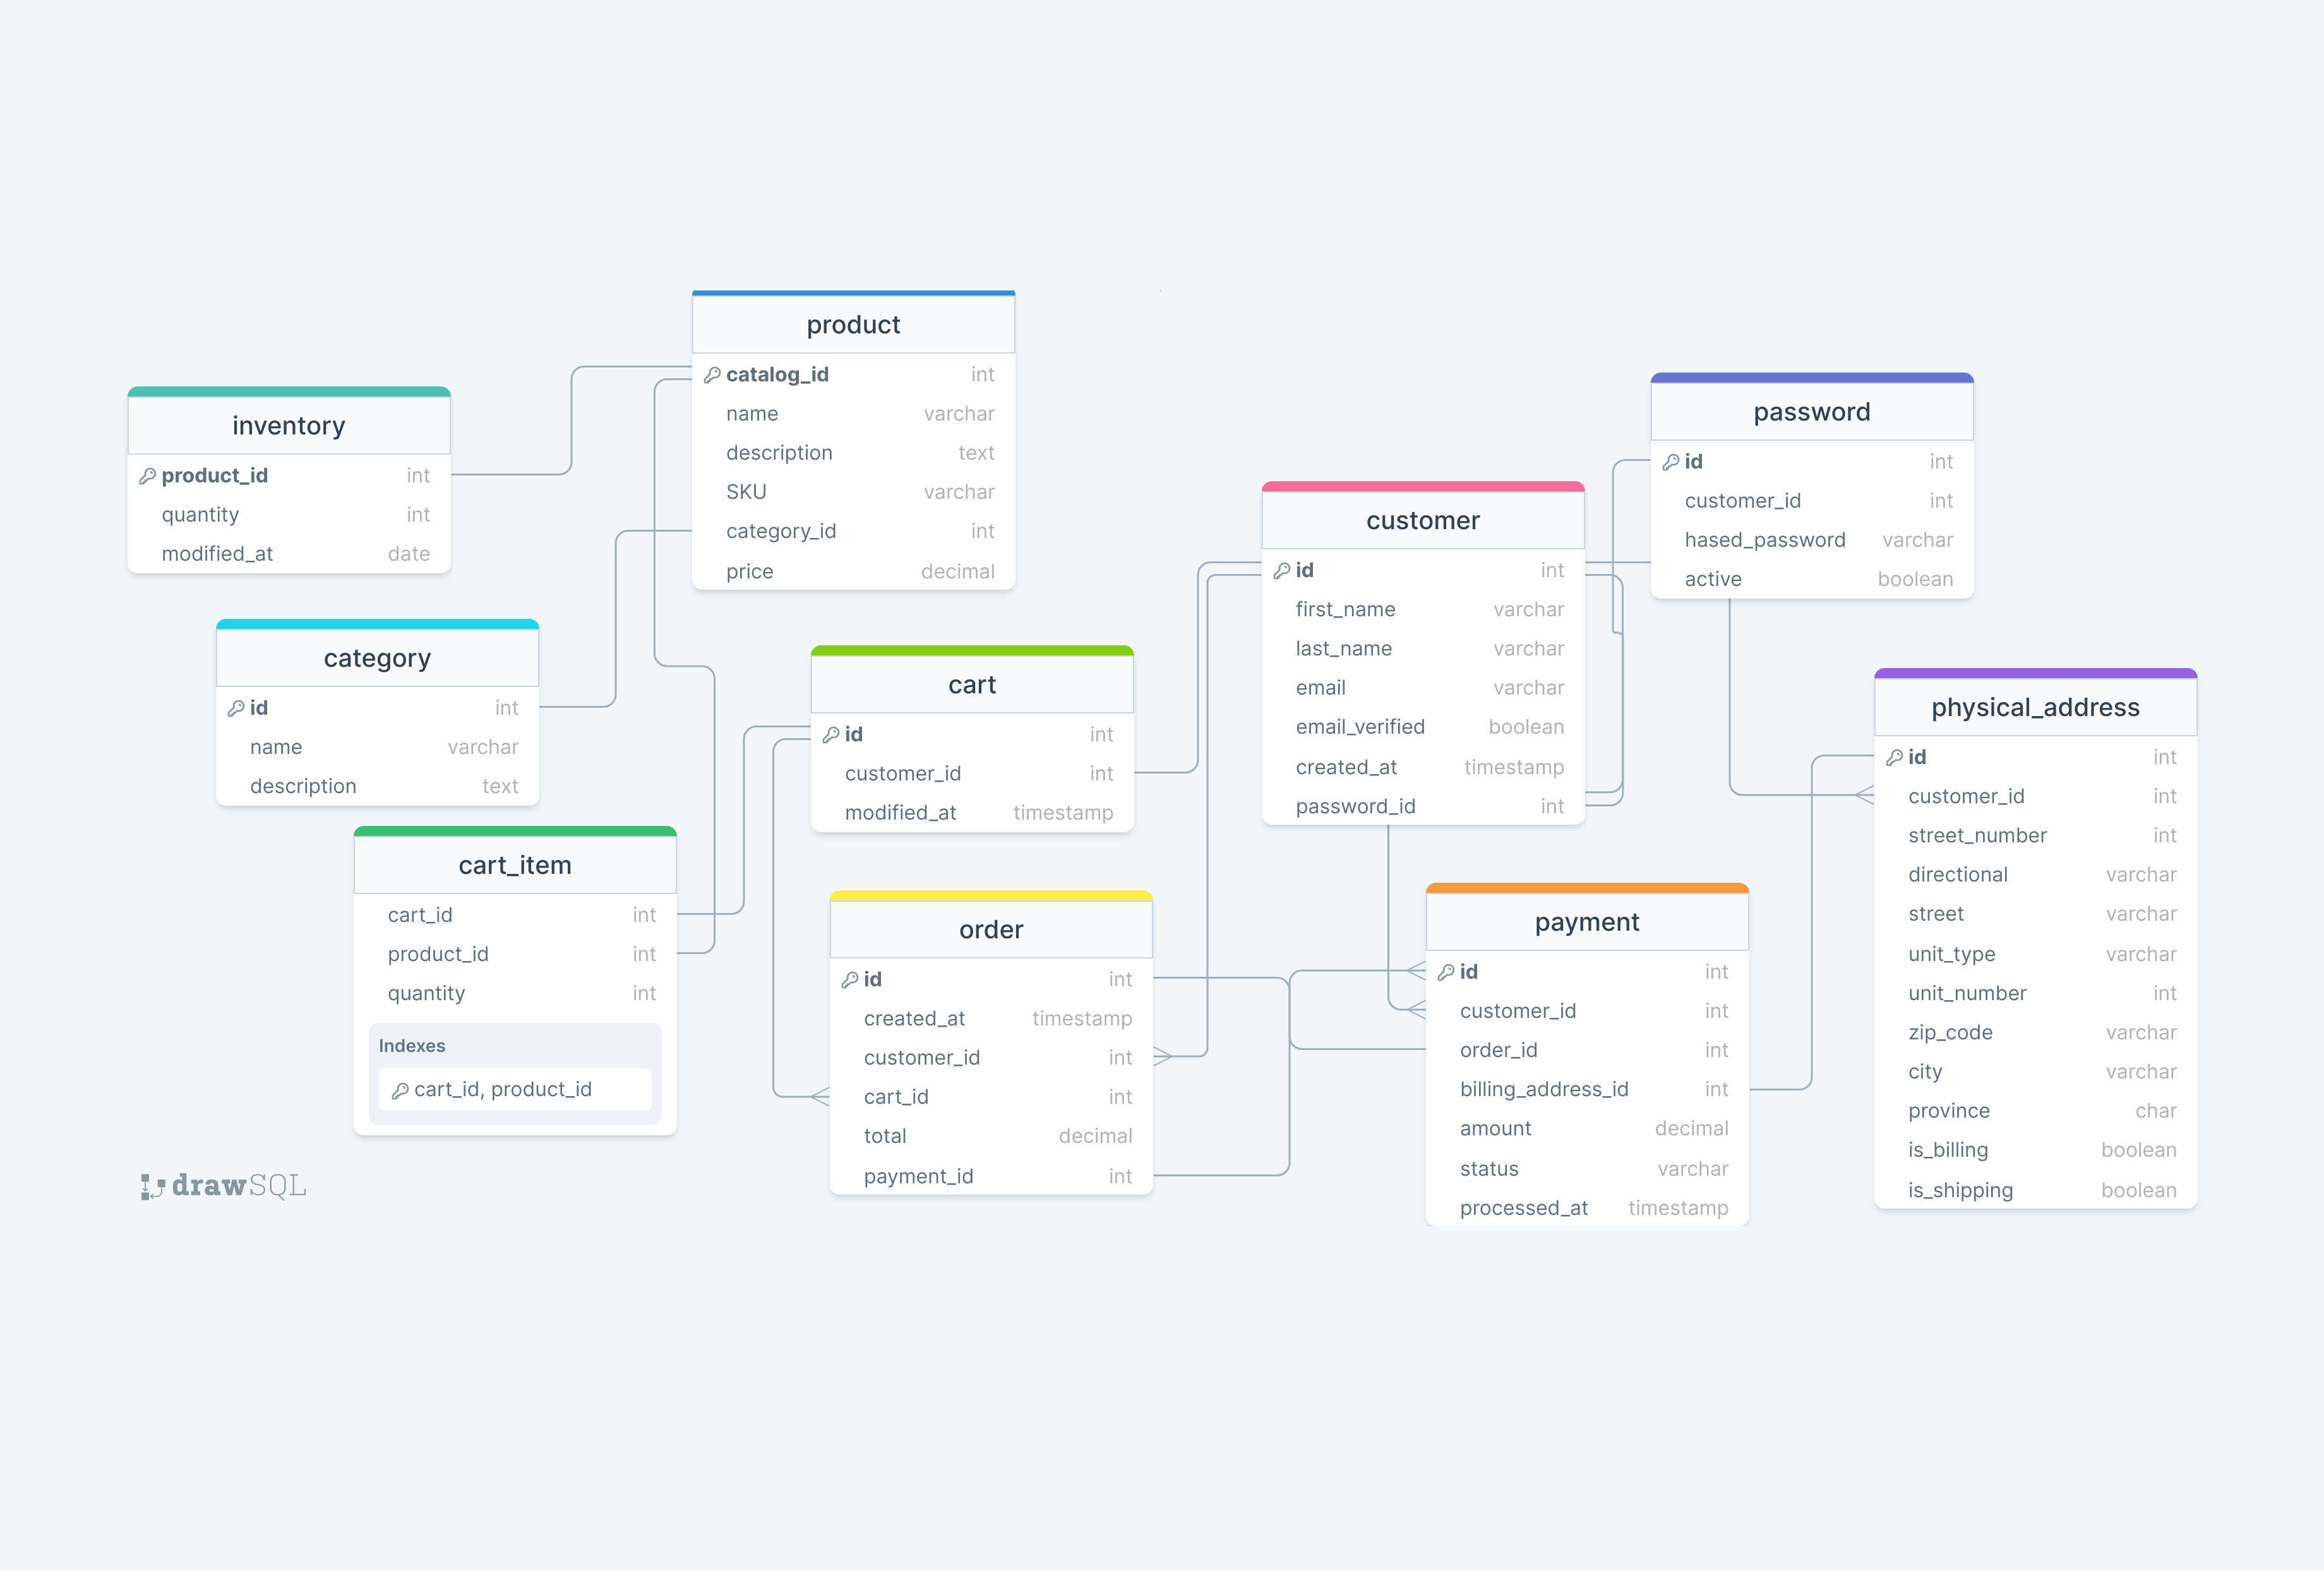 product
catalog_id int
name varchar
description text
SKU varchar
category_id int
price decimal
inventory
product_id int
quantity int
modified_at date
category
id int
name varchar
description text
cart_item
cart_id int
product_id int
quantity int
Indexes
cart_id, product_id
cart
id int
customer_id int
modified_at timestamp
order
id int
created_at timestamp
customer_id int
cart_id int
total decimal
payment_id int
customer
id int
first_name varchar
last_name varchar
email varchar
email_verified boolean
created_at timestamp
password_id int
password
id int
customer_id int
hased_password varchar
active boolean
payment
id int
customer_id int
order_id int
billing_address_id int
amount decimal
status varchar
processed_at timestamp
physical_address
id int
customer_id int
street_number int
directional varchar
street varchar
unit_type varchar
unit_number int
zip_code varchar
city varchar
province char
is_billing boolean
is_shipping boolean
drawSQL